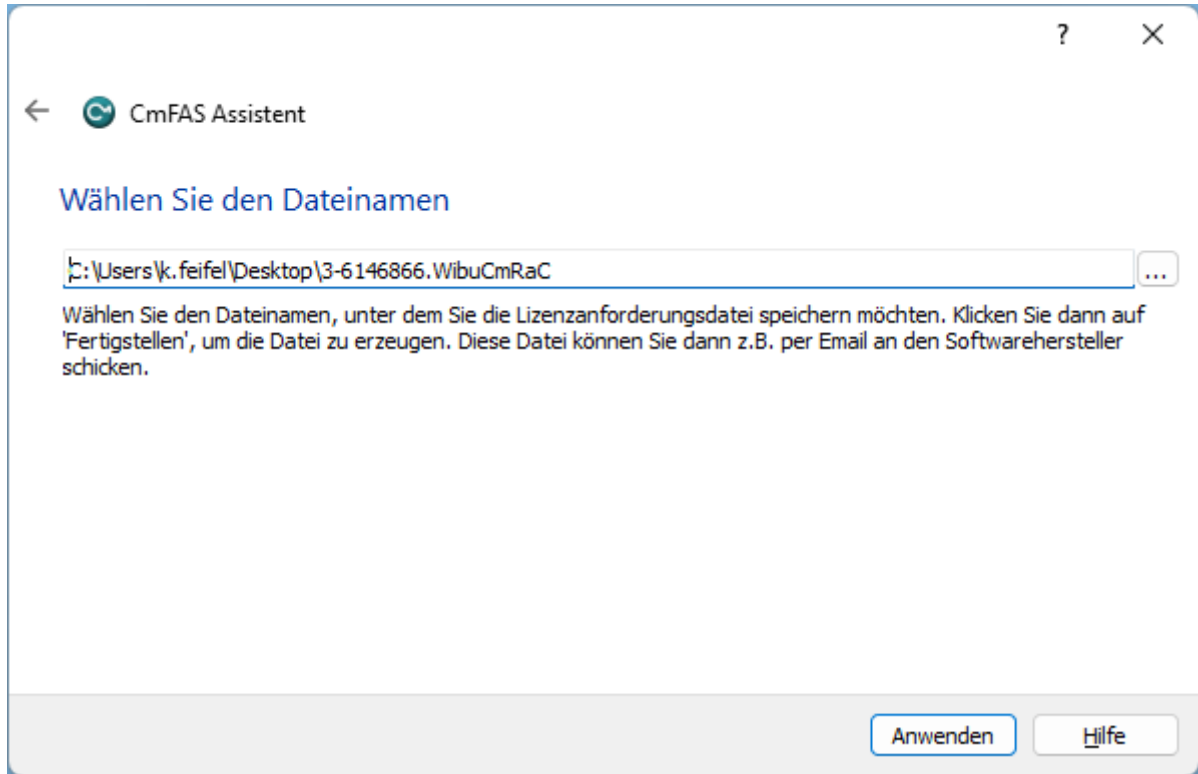 ?
CmFAS Assistent
Wählen Sie den Dateinamen
C:\Users\k.feifel\Desktop\3-6146866.WibuCmRaC
...
Wählen Sie den Dateinamen, unter dem Sie die Lizenzanforderungsdatei speichern möchten. Klicken Sie dann auf
'Fertigstellen', um die Datei zu erzeugen. Diese Datei können Sie dann z.B. per Email an den Softwarehersteller
schicken.
Anwenden
Hilfe